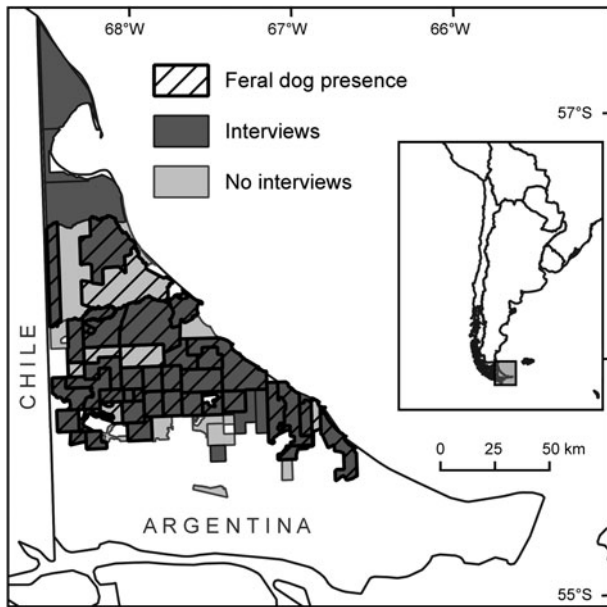 68°W 67°W 66°W
Feral dog presence
57°S
Interviews
No interviews
CHILE
0 25 50 km
ARGENTINA
55°S